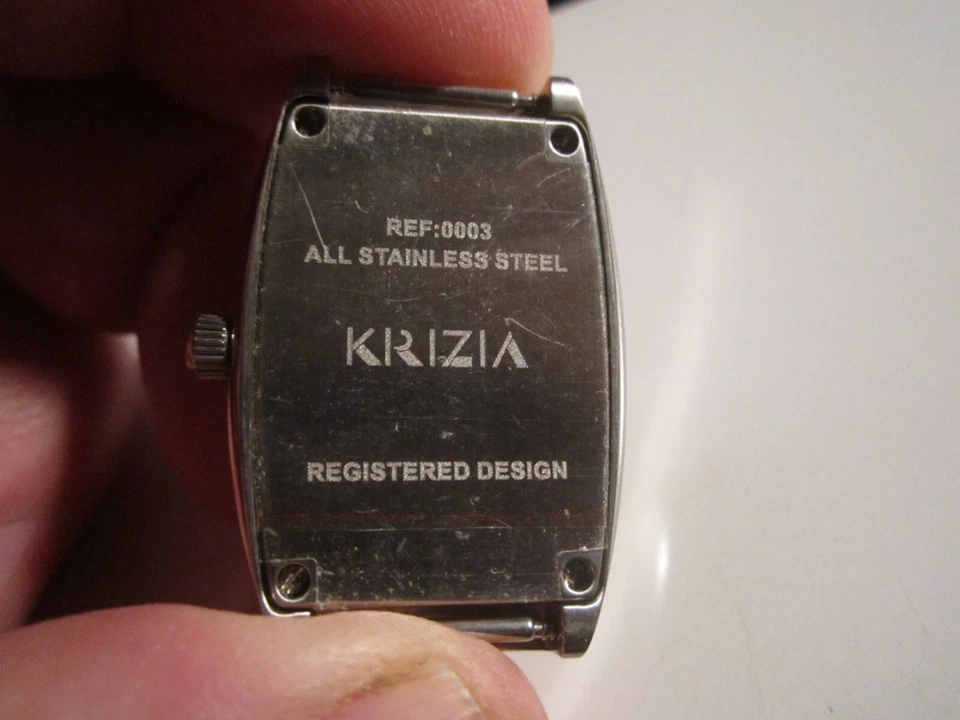 REF:0003
ALL STAINLESS STEEL
KRIZIA
REGISTERED DESIGN